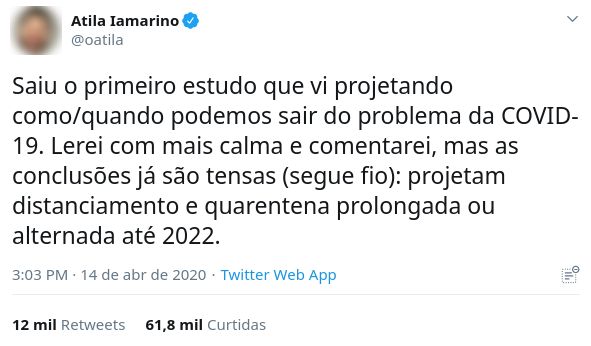 Atila Iamarino
@oatila
Saiu o primeiro estudo que vi projetando
como/quando podemos sair do problema da COVID-
19. Lerei com mais calma e comentarei, mas as
conclusões já são tensas (segue fio): projetam
distanciamento e quarentena prolongada ou
alternada até 2022.
3:03 PM · 14 de abr de 2020 · Twitter Web App
12 mil Retweets 61,8 mil Curtidas